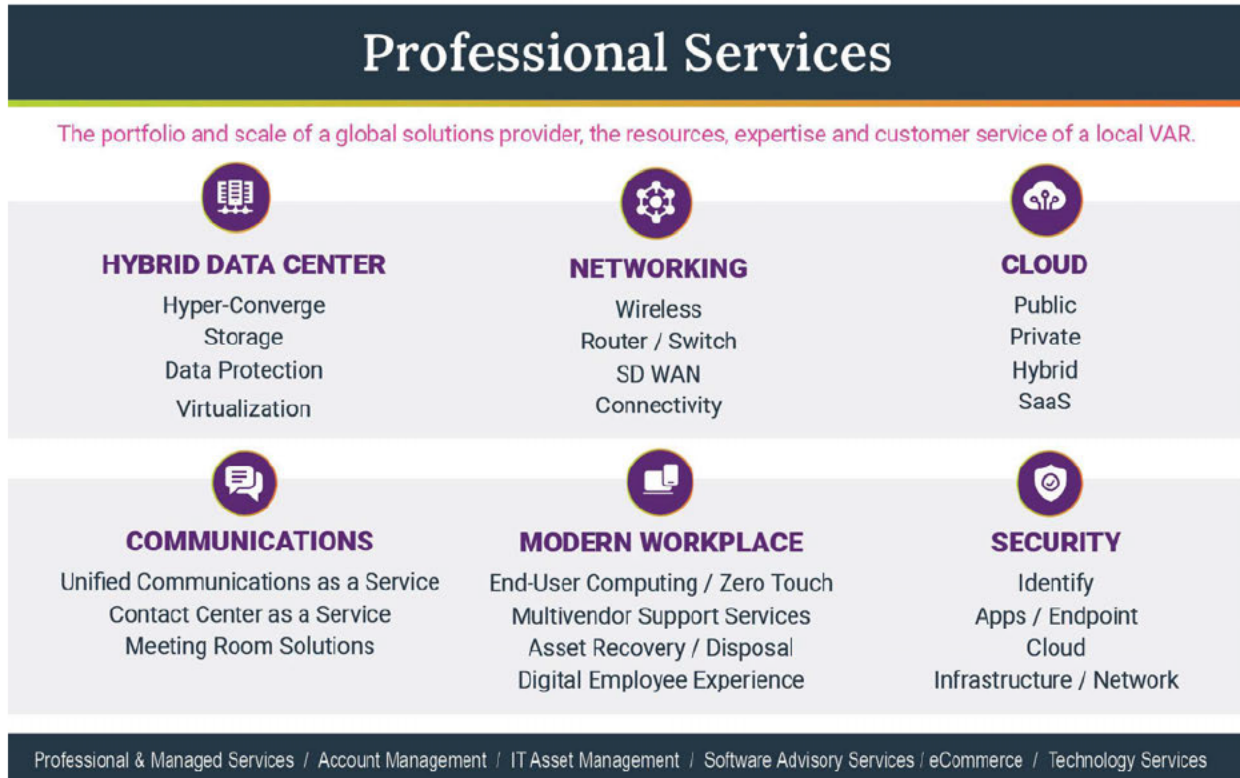 Professional Services
The portfolio and scale of a global solutions provider, the resources, expertise and customer service of a local VAR.
HYBRID DATA CENTER
Hyper-Converge
Storage
Data Protection
Virtualization
NETWORKING
Wireless
Router / Switch
SD WAN
Connectivity
CLOUD
Public
Private
Hybrid
SaaS
COMMUNICATIONS
Unified Communications as a Service
Contact Center as a Service
Meeting Room Solutions
MODERN WORKPLACE
End-User Computing / Zero Touch
Multivendor Support Services
Asset Recovery / Disposal
Digital Employee Experience
SECURITY
Identify
Apps / Endpoint
Cloud
Infrastructure / Network
Professional & Managed Services / Account Management / IT Asset Management / Software Advisory Services / eCommerce / Technology Services